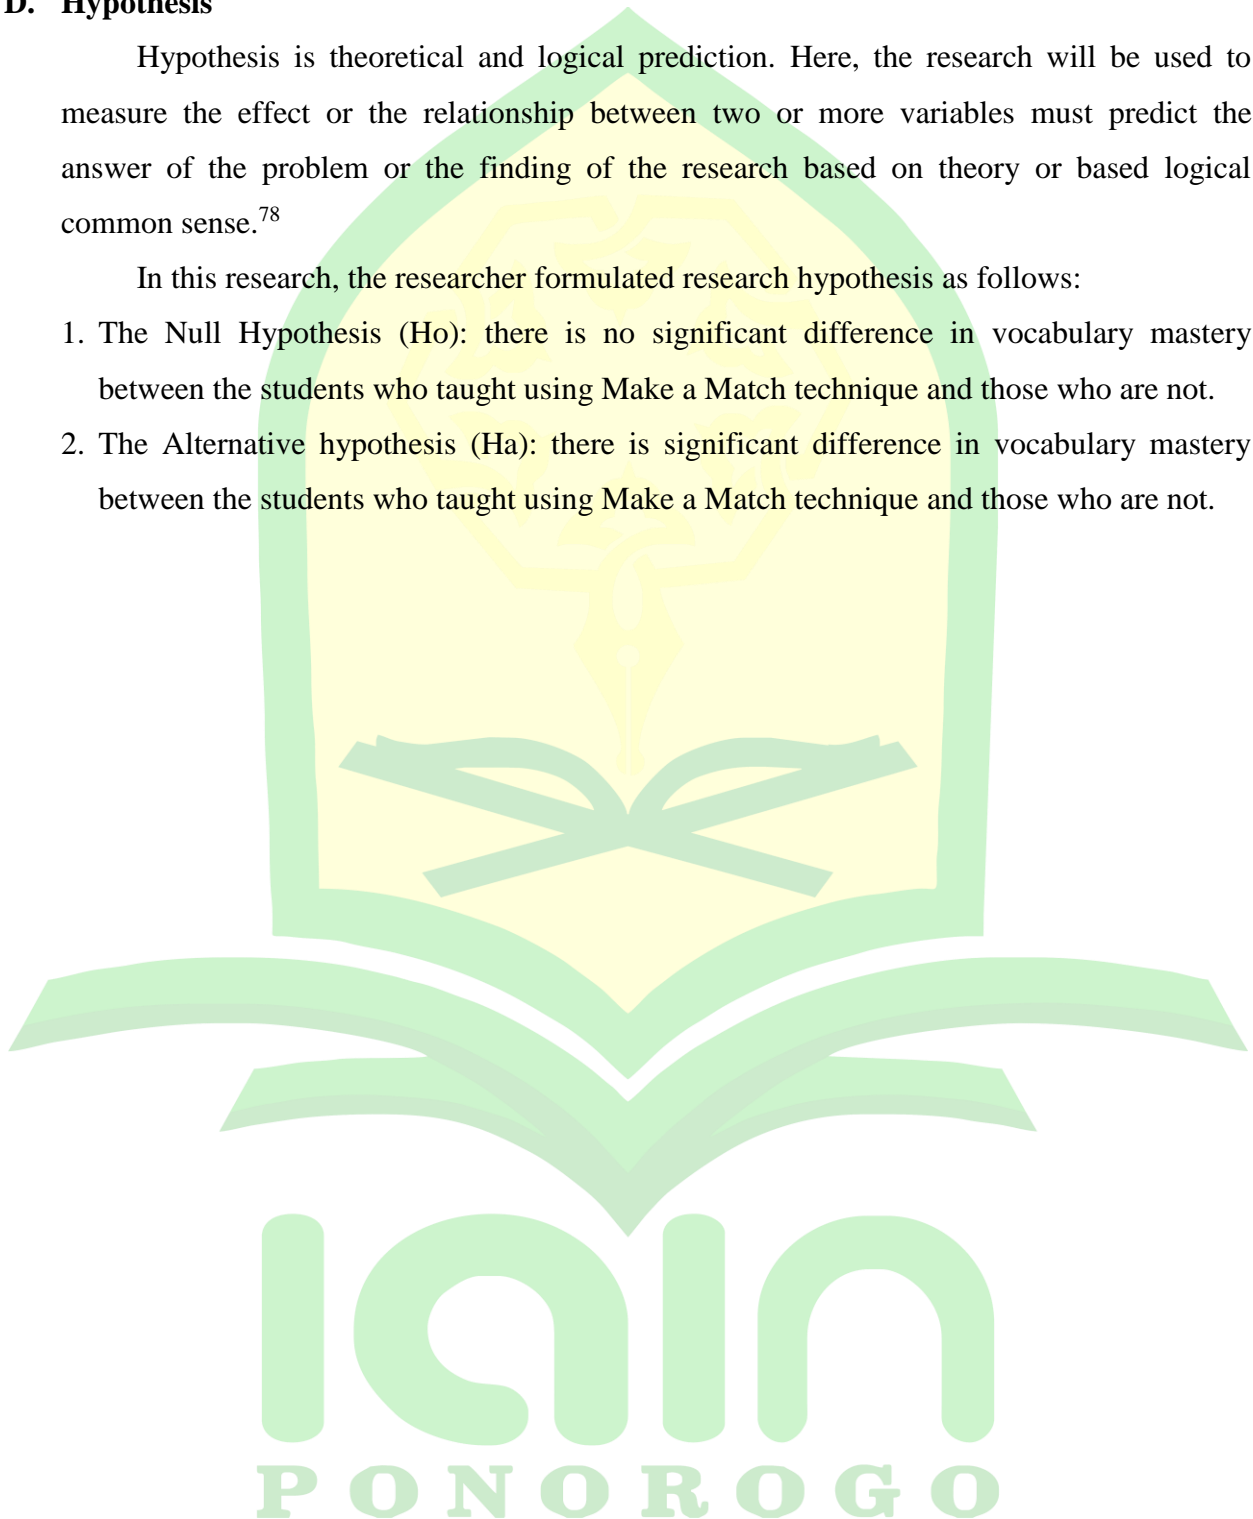 D. Hypothesis
Hypothesis is theoretical and logical prediction. Here, the research will be used to
measure the effect or the relationship between two or more variables must predict the
answer of the problem or the finding of the research based on theory or based logical
common sense.78
In this research, the researcher formulated research hypothesis as follows:
1. The Null Hypothesis (Ho): there is no significant difference in vocabulary mastery
between the students who taught using Make a Match technique and those who are not.
2. The Alternative hypothesis (Ha): there is significant difference in vocabulary mastery
between the students who taught using Make a Match technique and those who are not.
iain
PONOROGO